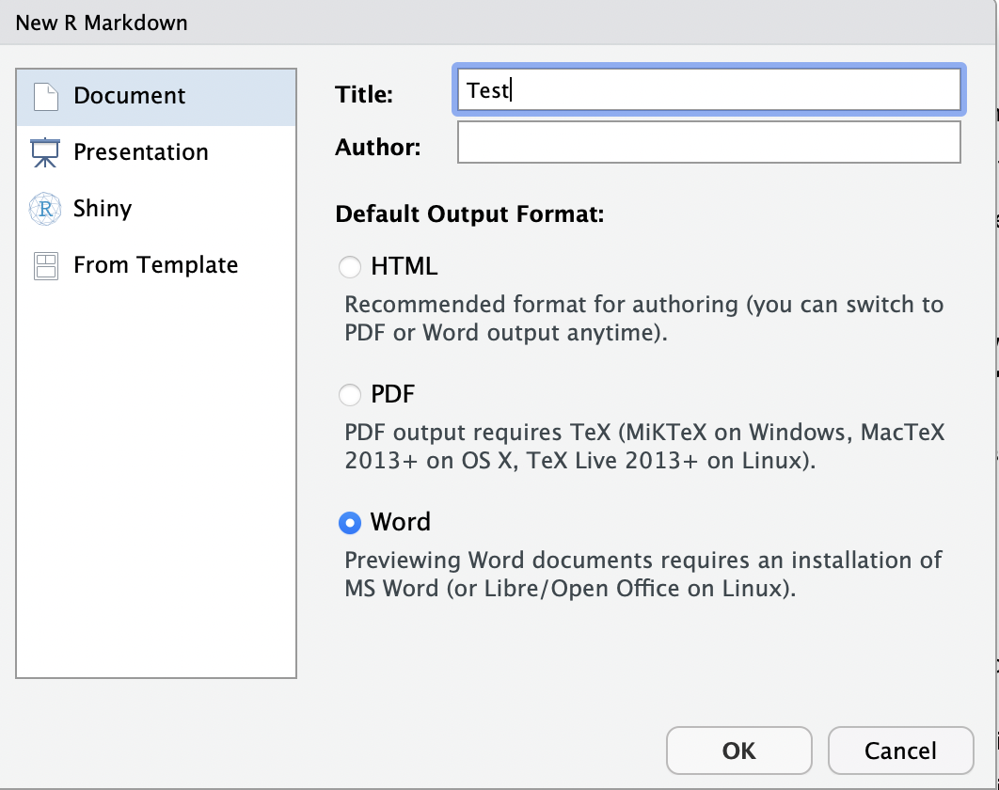 New R Markdown
Document
Presentation
Shiny
From Template
Title: Test
Author:
Default Output Format:
HTML
Recommended format for authoring (you can switch to
PDF or Word output anytime).
PDF
PDF output requires TeX (MiKTeX on Windows, MacTeX
2013+ on OS X, TeX Live 2013+ on Linux).
Word
Previewing Word documents requires an installation of
MS Word (or Libre/Open Office on Linux).
OK Cancel